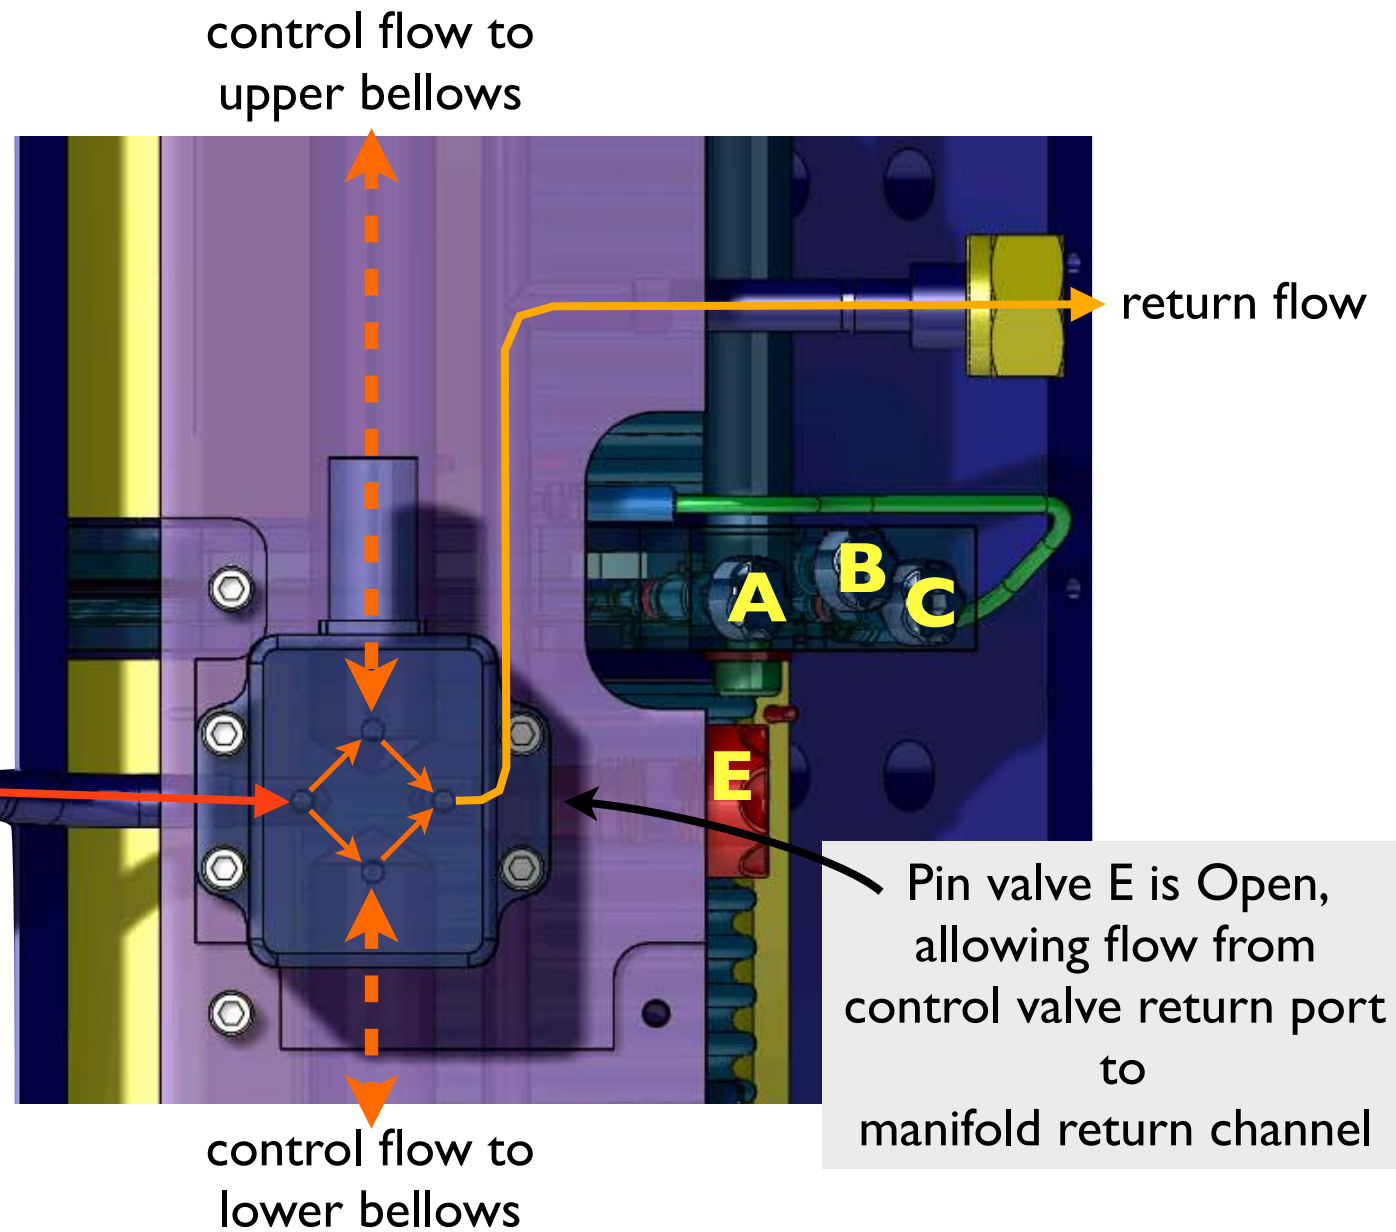 control flow to
upper bellows
return flow
A
B
C
E
Pin valve E is Open,
allowing flow from
control valve return port
to
manifold return channel
control flow to
lower bellows